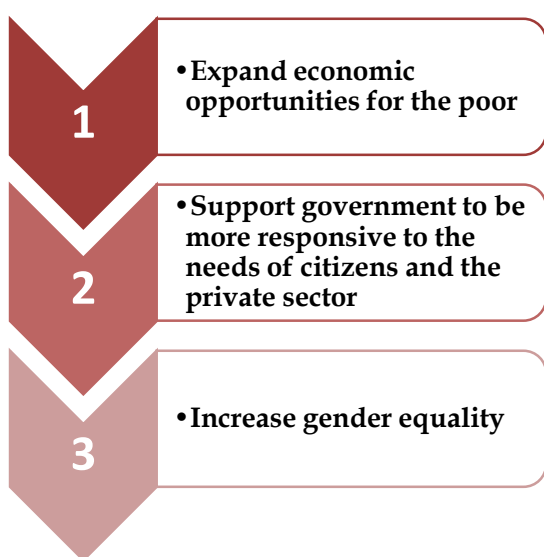 1
•Expand economic
opportunities for the poor
2
•Support government to be
more responsive to the
needs of citizens and the
private sector
3
•Increase gender equality